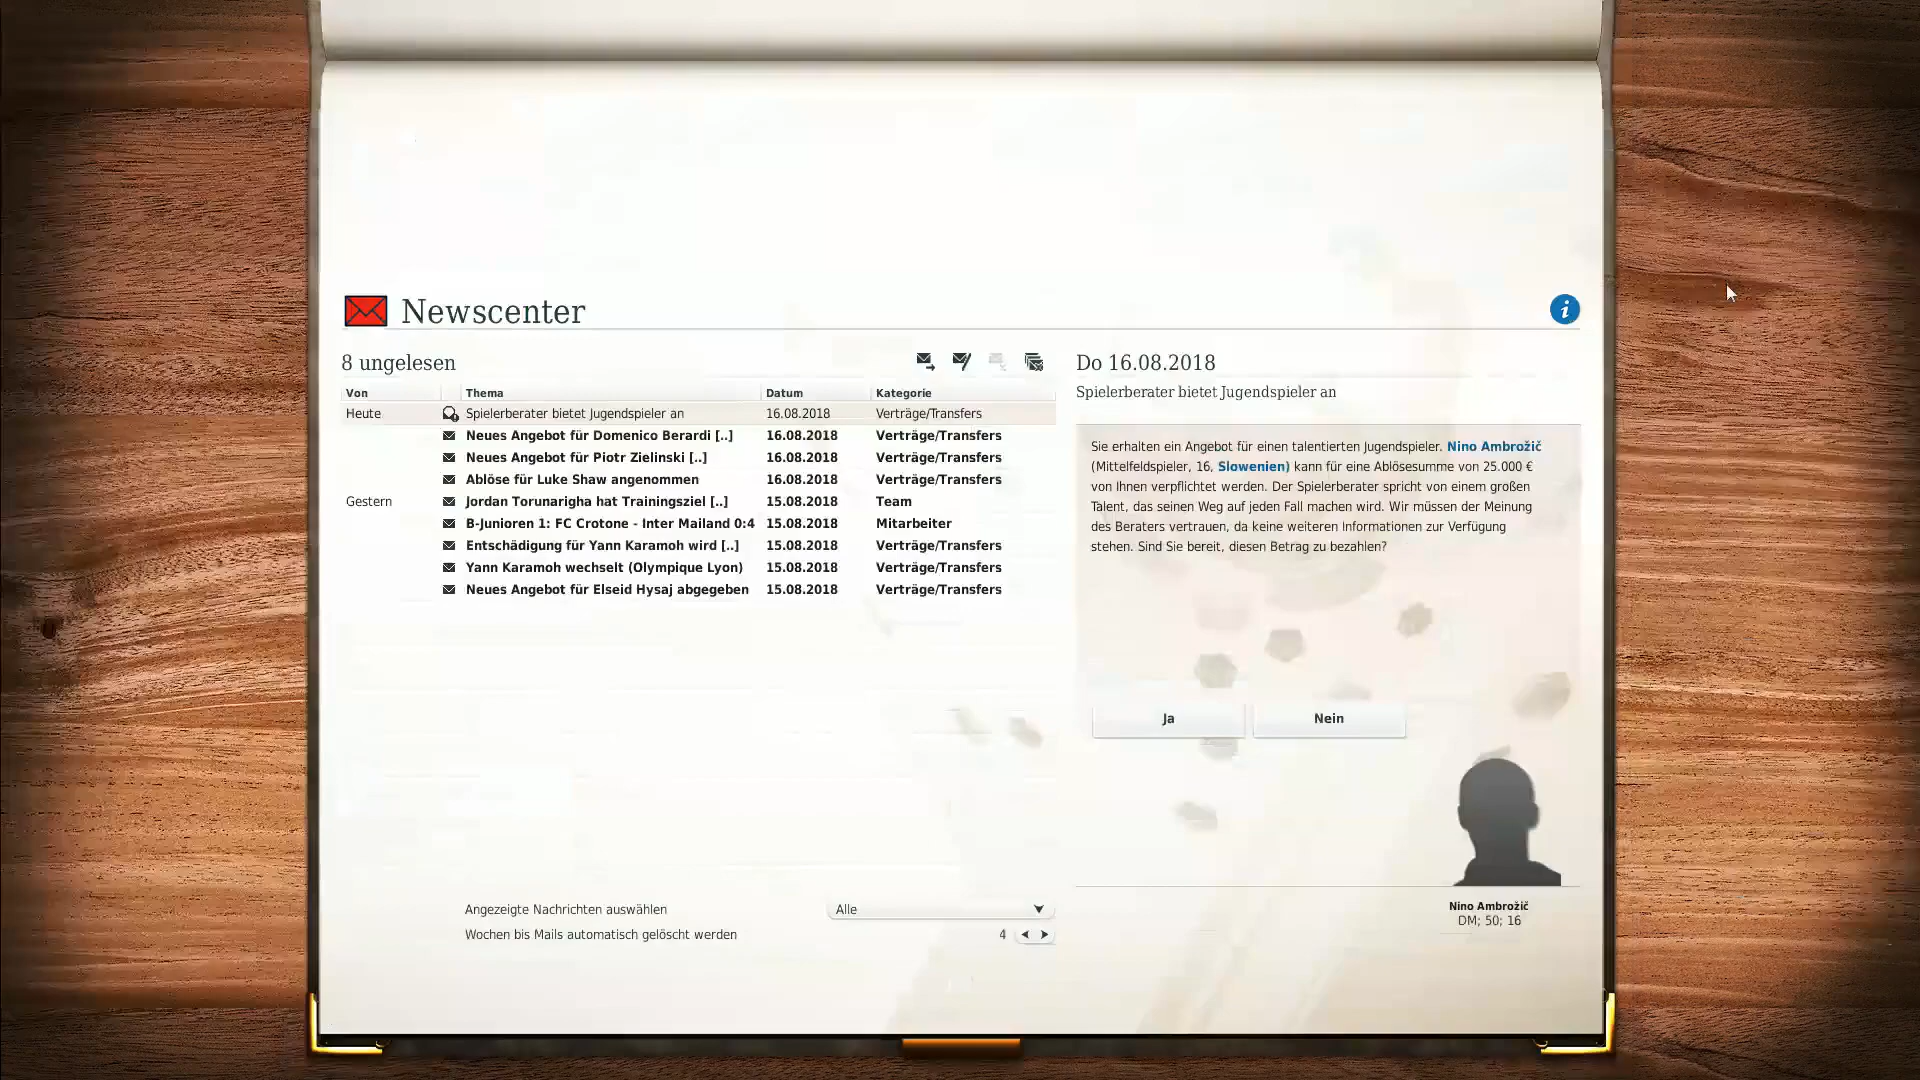 Newscenter
8 ungelesen
Von Thema Datum Kategorie
Heute Spielerberater bietet Jugendspieler an 16.08.2018 Verträge/Transfers
Neues Angebot für Domenico Berardi [..] 16.08.2018 Verträge/Transfers
Neues Angebot für Piotr Zielinski [..] 16.08.2018 Verträge/Transfers
Ablöse für Luke Shaw angenommen 16.08.2018 Verträge/Transfers
Gestern Jordan Torunarigha hat Trainingsziel [..] 15.08.2018 Team
B-Junioren 1: FC Crotone - Inter Mailand 0:4 15.08.2018 Mitarbeiter
Entschädigung für Yann Karamoh wird [..] 15.08.2018 Verträge/Transfers
Yann Karamoh wechselt (Olympique Lyon) 15.08.2018 Verträge/Transfers
Neues Angebot für Elseid Hysaj abgegeben 15.08.2018 Verträge/Transfers
Angezeigte Nachrichten auswählen Alle
Wochen bis Mails automatisch gelöscht werden 4
Do 16.08.2018
Spielerberater bietet Jugendspieler an
Sie erhalten ein Angebot für einen talentierten Jugendspieler. Nino Ambrožič
(Mittelfeldspieler, 16, Slowenien) kann für eine Ablösesumme von 25.000 €
von Ihnen verpflichtet werden. Der Spielerberater spricht von einem großen
Talent, das seinen Weg auf jeden Fall machen wird. Wir müssen der Meinung
des Beraters vertrauen, da keine weiteren Informationen zur Verfügung
stehen. Sind Sie bereit, diesen Betrag zu bezahlen?
Ja Nein
Nino Ambrožič
DM; 50; 16